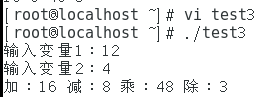 [root@localhost ~]# vi test3
[root@localhost ~]# ./test3
输入变量1：12
输入变量2：4
加：16 减：8 乘：48 除：3